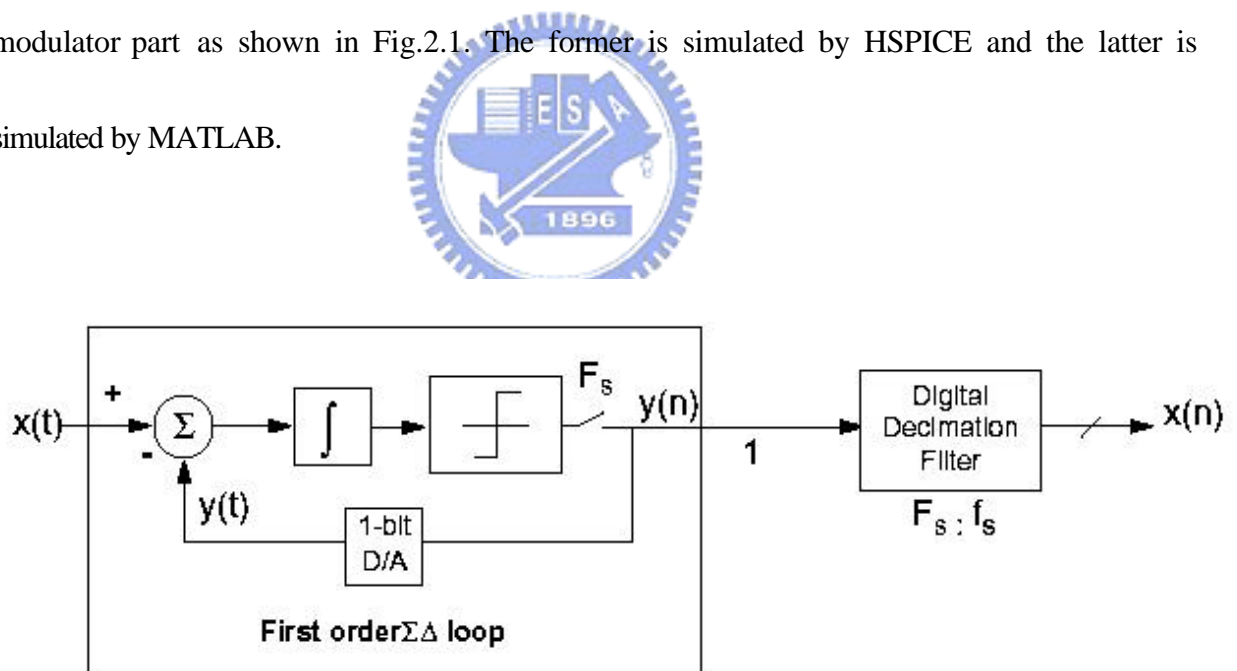 modulator part as shown in Fig.2.1. The former is simulated by HSPICE and the latter is
simulated by MATLAB.
E S A
1896
x(t)
+
-
Σ
∫
F_s
y(n)
y(t)
1-bit
D/A
First orderΣΔ loop
1
Digital
Decimation
Filter
F_s : f_s
x(n)